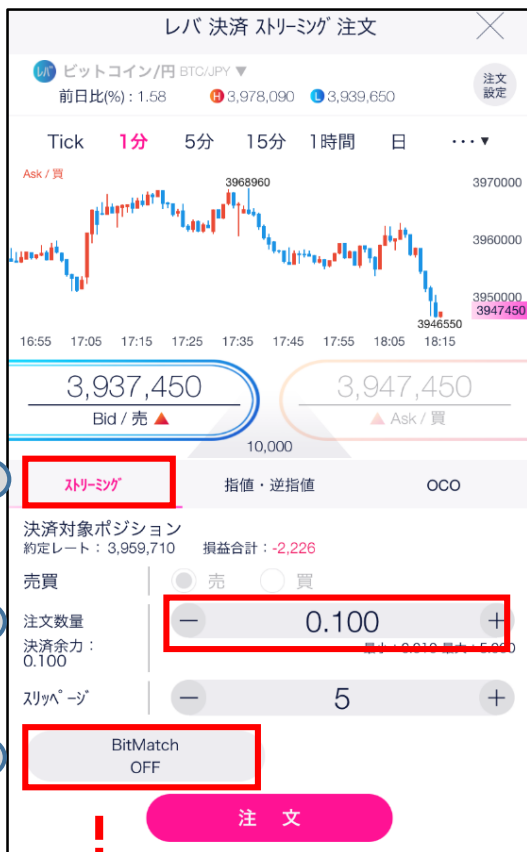 レバ 決済 ｽﾄﾘｰﾐﾝｸﾞ 注文
レバ ビットコイン/円 BTC/JPY ▼
前日比(%) : 1.58 H 3,978,090 L 3,939,650
注文
設定
Tick 1分 5分 15分 1時間 日 … ▼
Ask / 買
3968960
3970000
3960000
3950000
3947450
3946550
16:55 17:05 17:15 17:25 17:35 17:45 17:55 18:05 18:15
3,937,450 3,947,450
Bid / 売 ▲ ▲ Ask / 買
10,000
ｽﾄﾘｰﾐﾝｸﾞ 指値・逆指値 OCO
決済対象ポジション
約定レート : 3,959,710 損益合計 : -2,226
売買 売 買
注文数量 － 0.100 ＋
決済余力 :
0.100
ｽﾘｯﾍﾟｰｼﾞ － 5 ＋
BitMatch
OFF
注 文